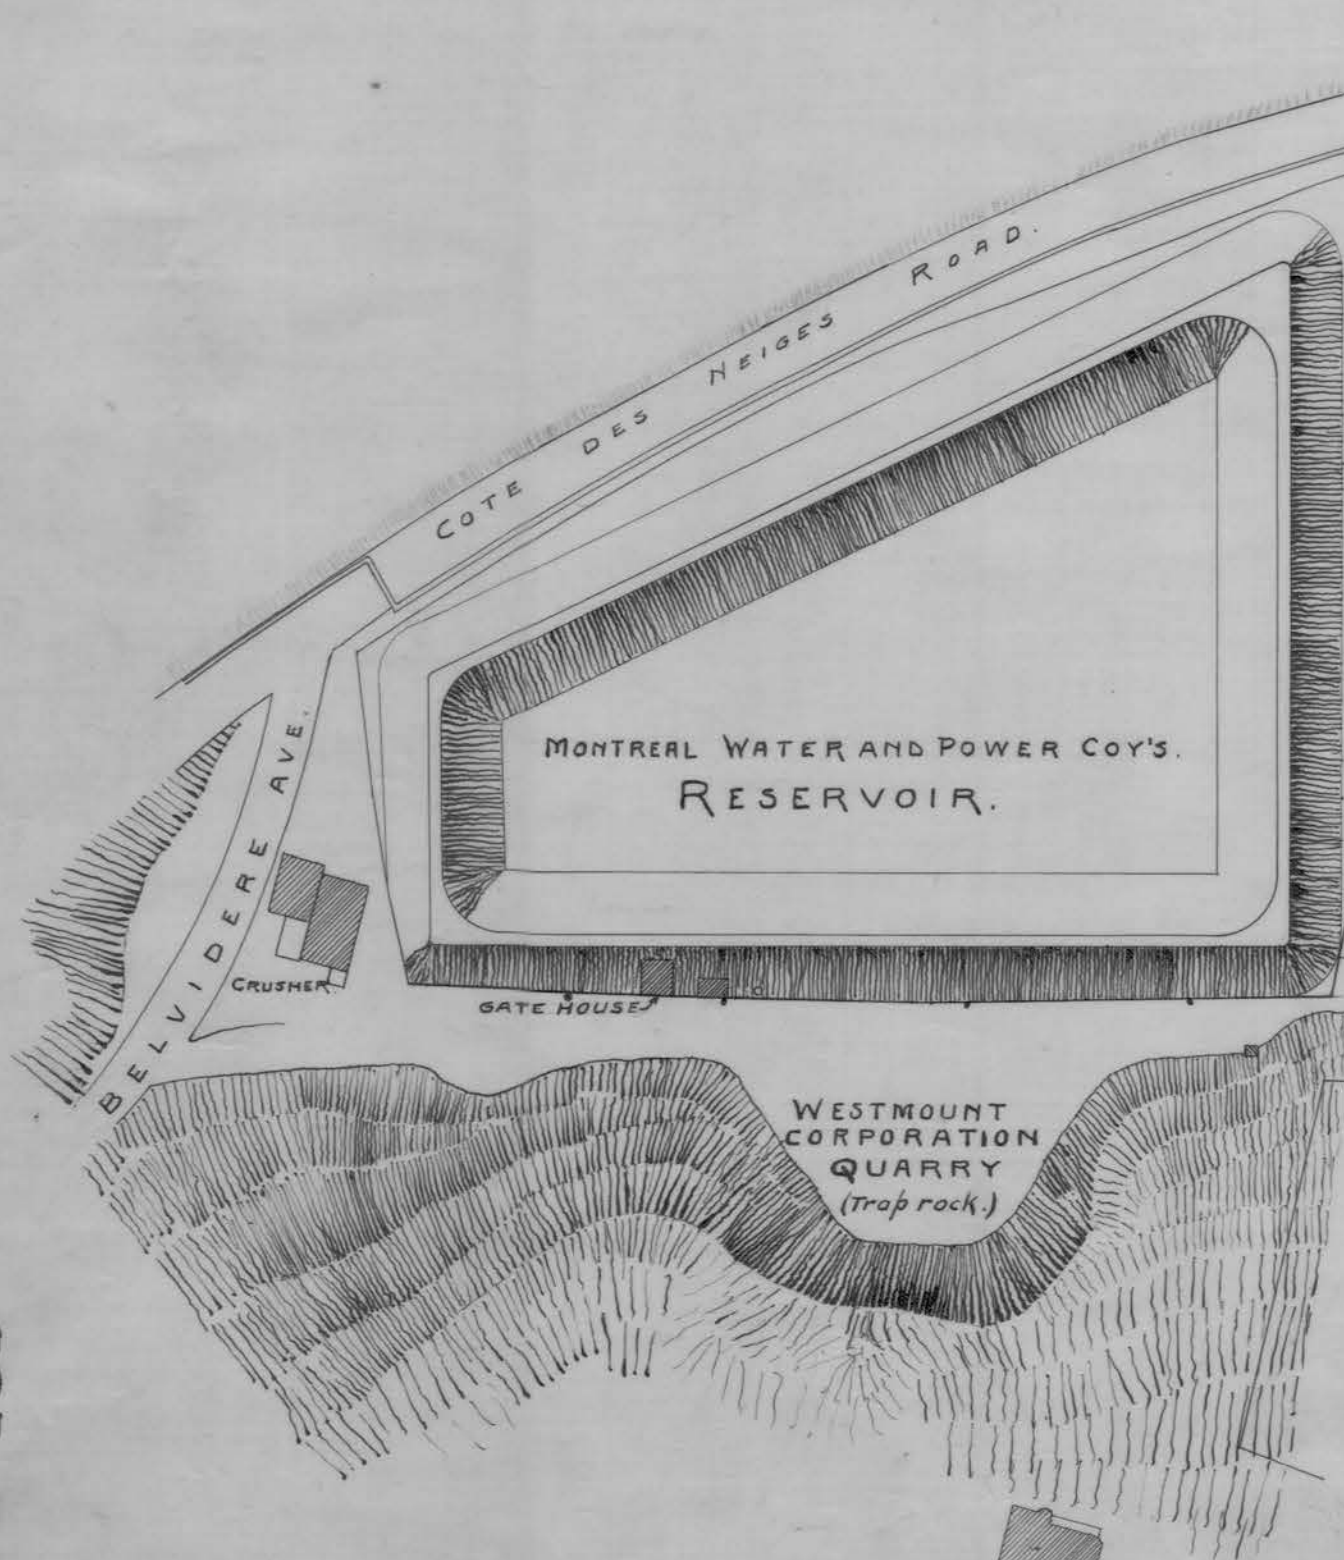 COTE DES NEIGES ROAD.
BELVIDERE AVE.
MONTREAL WATER AND POWER COY'S.
RESERVOIR.
CRUSHER.
GATE HOUSE
WESTMOUNT
CORPORATION
QUARRY
(Trap rock.)